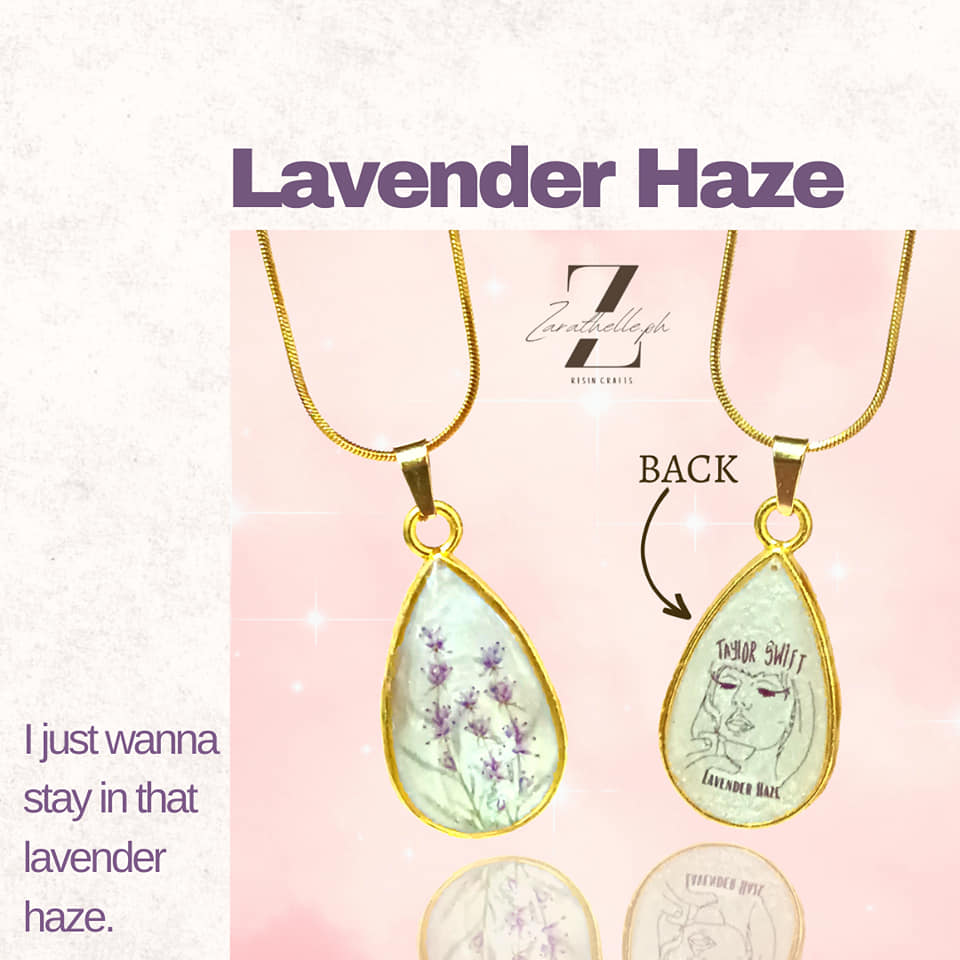 Lavender Haze
Zarathelle.ph
RESIN CRAFTS
BACK
TAYLOR SWIFT
LAVENDER HAZE
I just wanna
stay in that
lavender
haze.